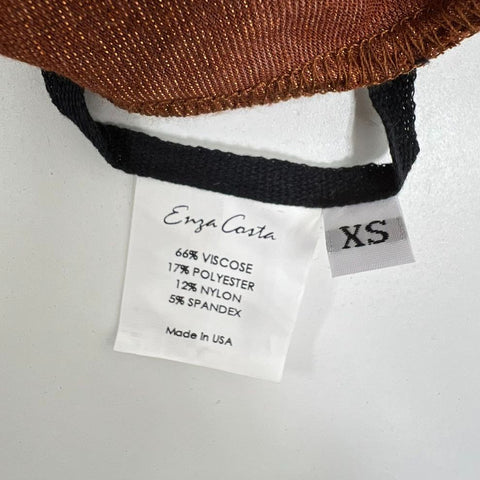 Enza Costa
66% VISCOSE
17% POLYESTER
12% NYLON
5% SPANDEX
Made in USA
XS